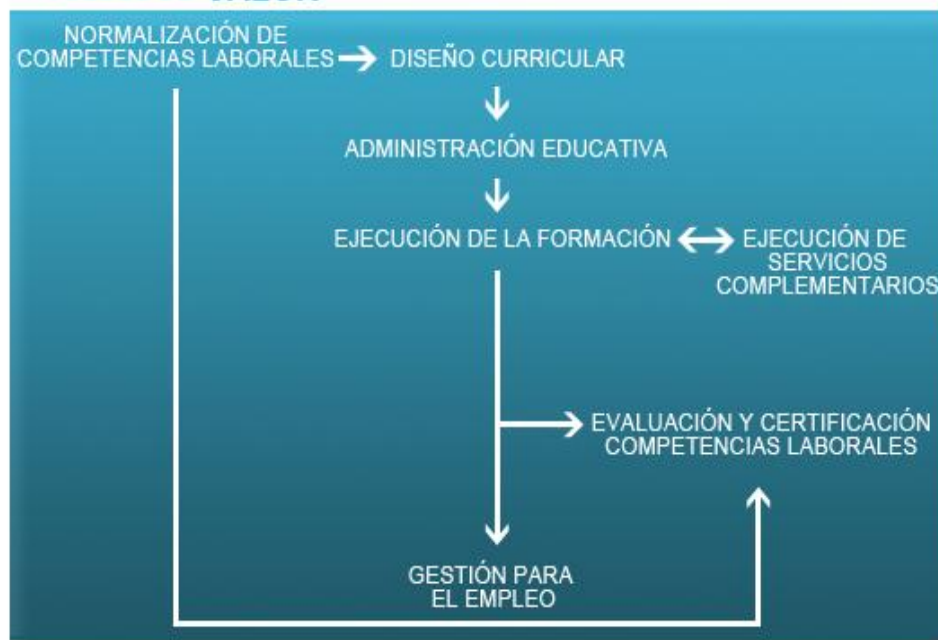 NORMALIZACIÓN DE
COMPETENCIAS LABORALES
DISEÑO CURRICULAR
ADMINISTRACIÓN EDUCATIVA
EJECUCIÓN DE LA FORMACIÓN
EJECUCIÓN DE
SERVICIOS
COMPLEMENTARIOS
EVALUACIÓN Y CERTIFICACIÓN
COMPETENCIAS LABORALES
GESTIÓN PARA
EL EMPLEO